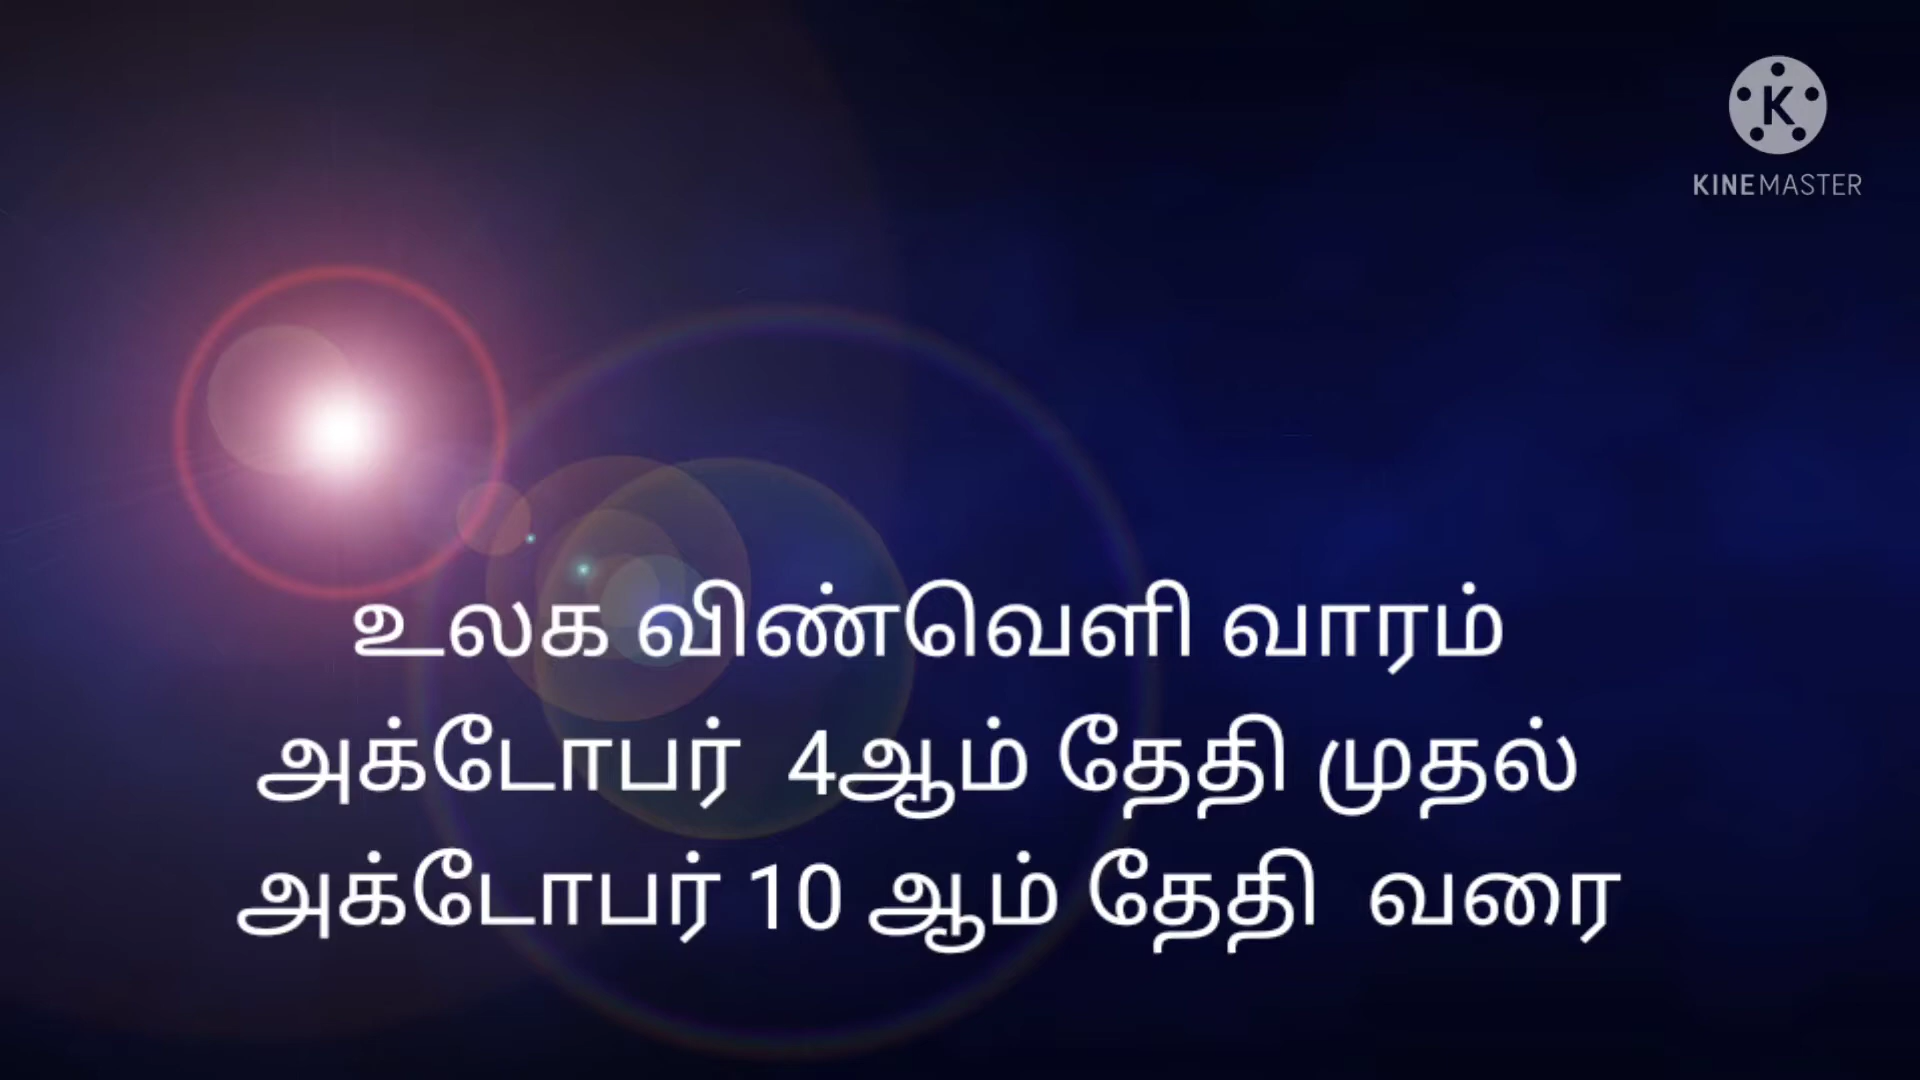 K
KINEMASTER
உலக விண்வெளி வாரம்
அக்டோபர்  4ஆம் தேதி முதல்
அக்டோபர் 10 ஆம் தேதி  வரை